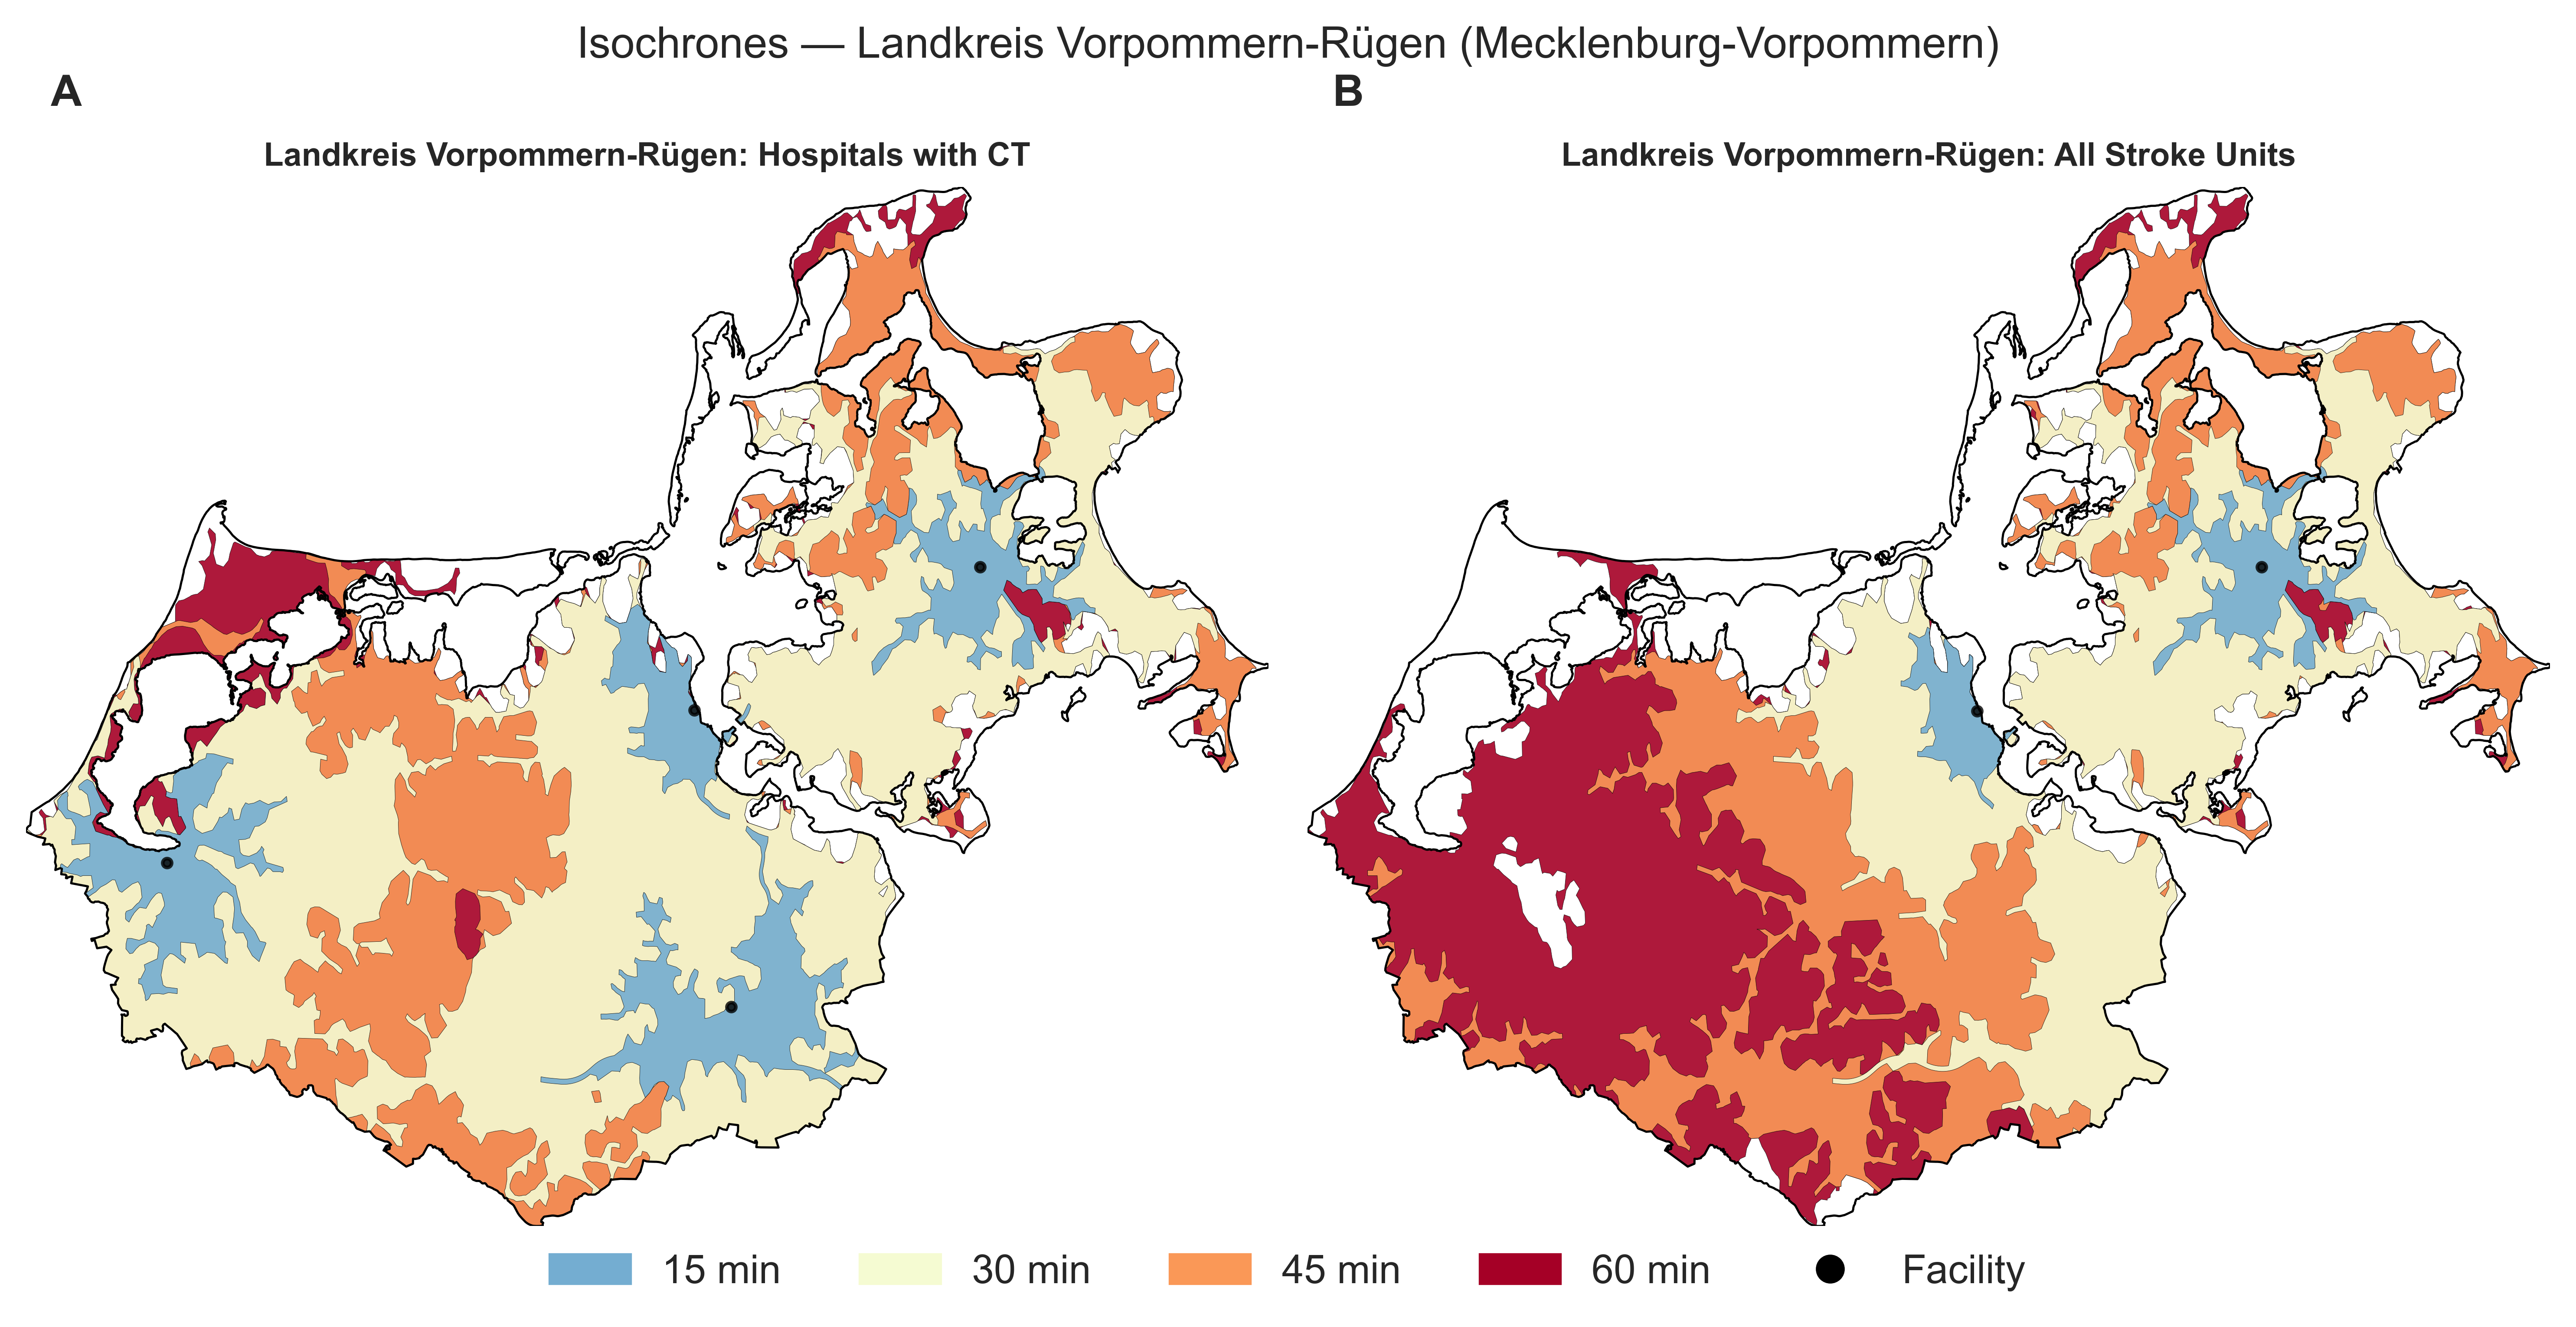 Isochrones — Landkreis Vorpommern-Rügen (Mecklenburg-Vorpommern)
A
B
Landkreis Vorpommern-Rügen: Hospitals with CT
Landkreis Vorpommern-Rügen: All Stroke Units
15 min
30 min
45 min
60 min
Facility